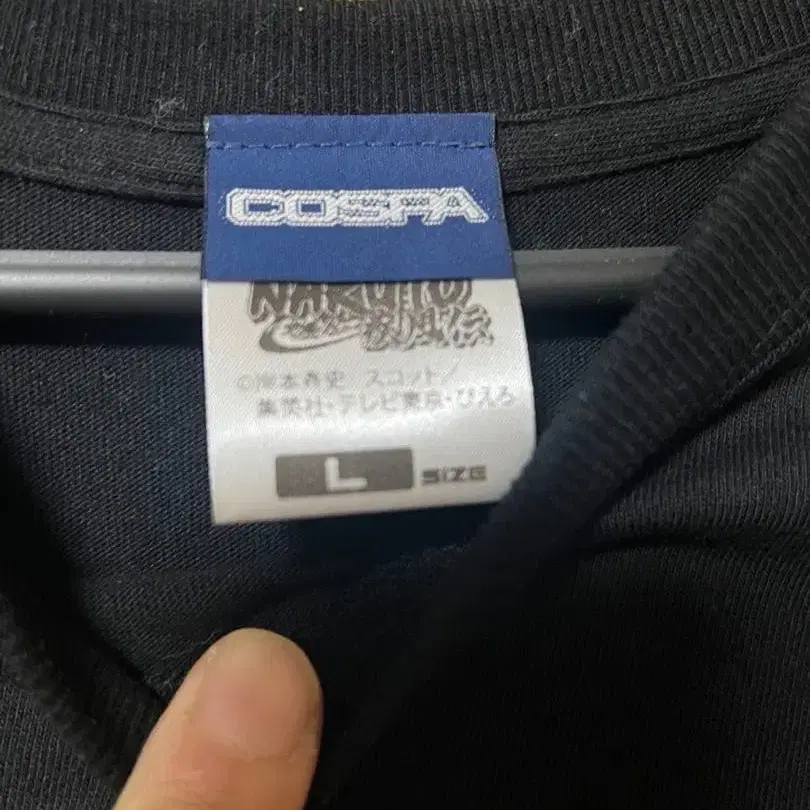 COSPA
NARUTO
疾風伝
©岸本斉史 スコット/
集英社・テレビ東京・ぴえろ
L SIZE